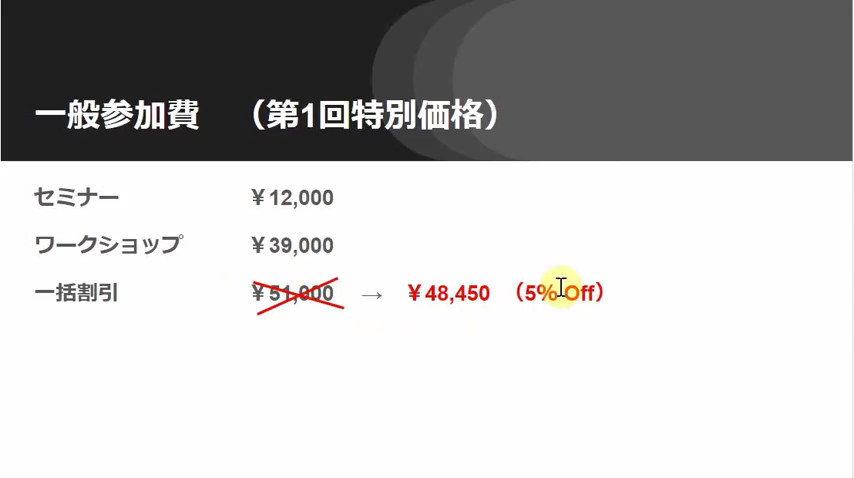 一般参加費 （第1回特別価格）
セミナー ￥12,000
ワークショップ ￥39,000
一括割引 ￥51,000 → ￥48,450 （5% Off）